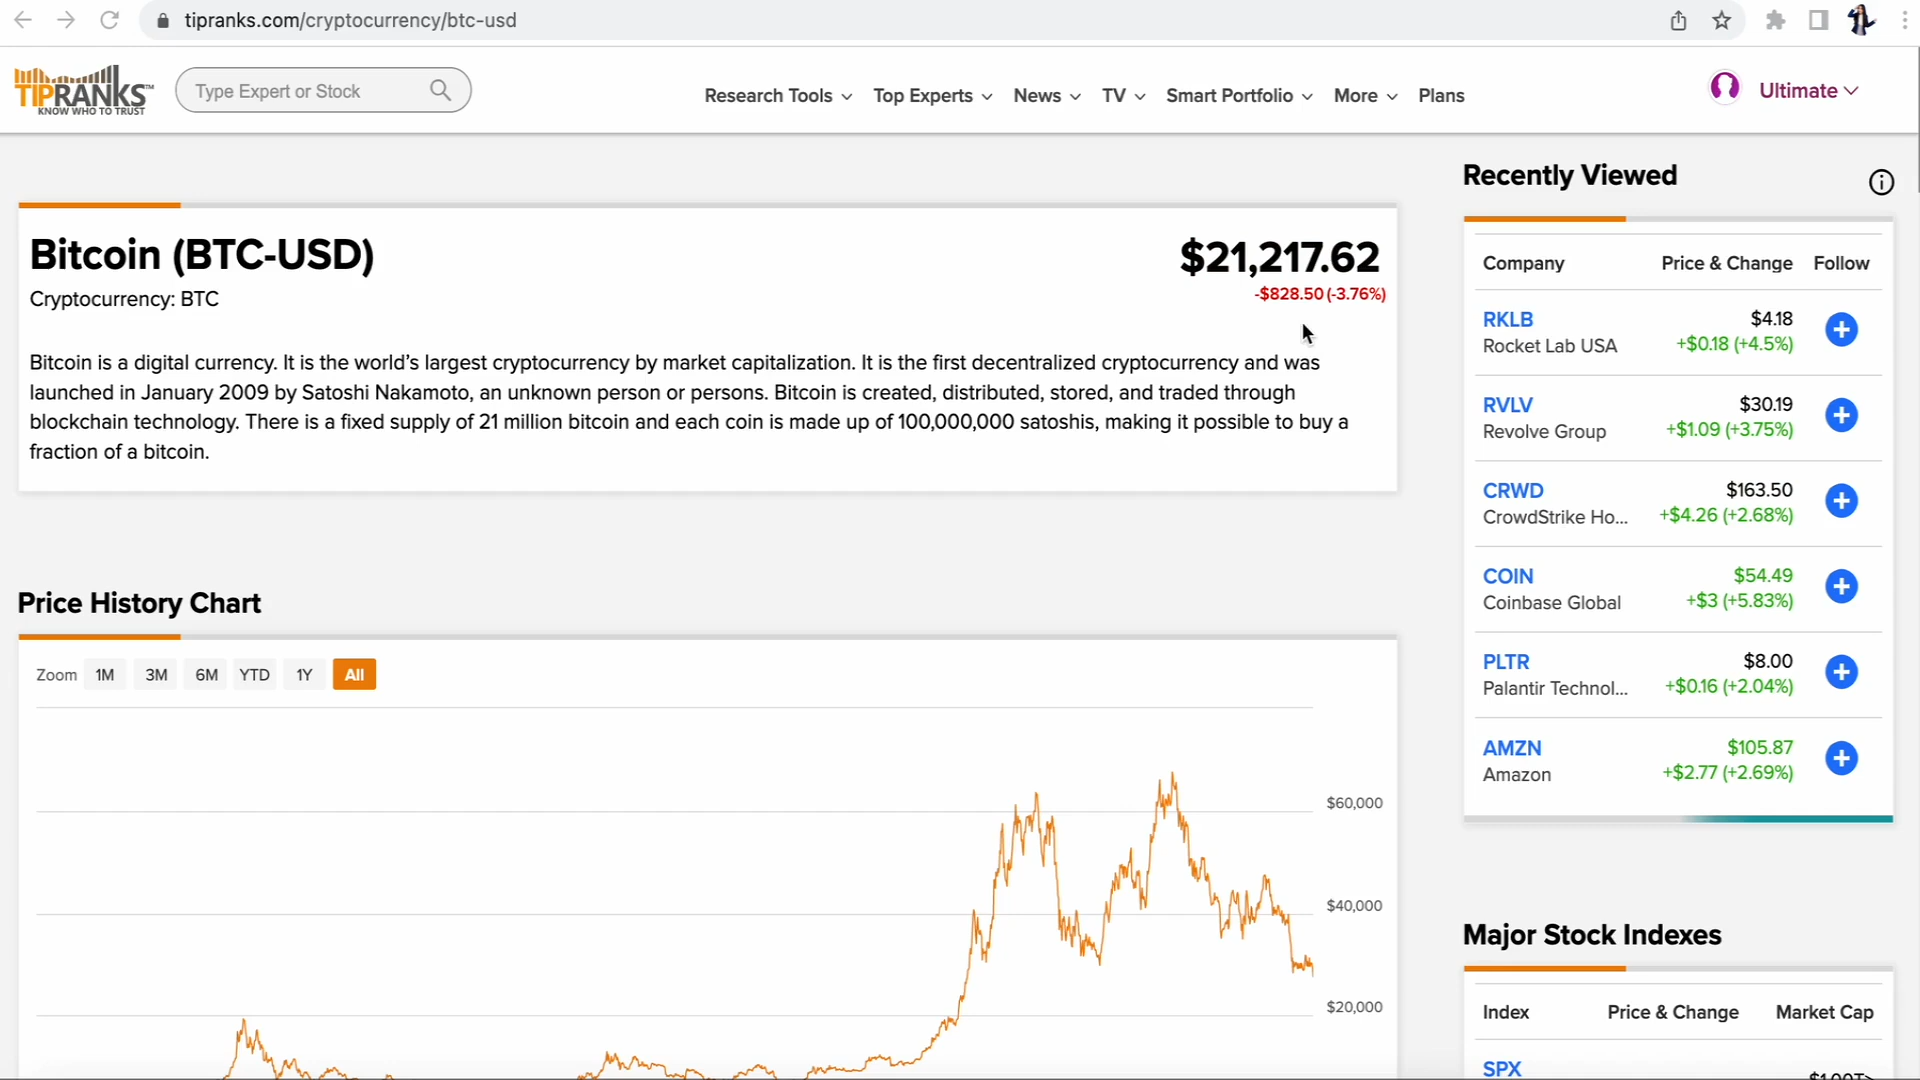 tipranks.com/cryptocurrency/btc-usd
TIPRANKS™
KNOW WHO TO TRUST
Type Expert or Stock
Research Tools
Top Experts
News
TV
Smart Portfolio
More
Plans
Ultimate
Bitcoin (BTC-USD)
Cryptocurrency: BTC
$21,217.62
-$828.50 (-3.76%)
Bitcoin is a digital currency. It is the world’s largest cryptocurrency by market capitalization. It is the first decentralized cryptocurrency and was
launched in January 2009 by Satoshi Nakamoto, an unknown person or persons. Bitcoin is created, distributed, stored, and traded through
blockchain technology. There is a fixed supply of 21 million bitcoin and each coin is made up of 100,000,000 satoshis, making it possible to buy a
fraction of a bitcoin.
Price History Chart
Zoom 1M 3M 6M YTD 1Y All
$60,000
$40,000
$20,000
Recently Viewed
Company Price & Change Follow
RKLB $4.18
Rocket Lab USA +$0.18 (+4.5%)
RVLV $30.19
Revolve Group +$1.09 (+3.75%)
CRWD $163.50
CrowdStrike Ho... +$4.26 (+2.68%)
COIN $54.49
Coinbase Global +$3 (+5.83%)
PLTR $8.00
Palantir Technol... +$0.16 (+2.04%)
AMZN $105.87
Amazon +$2.77 (+2.69%)
Major Stock Indexes
Index Price & Change Market Cap
SPX